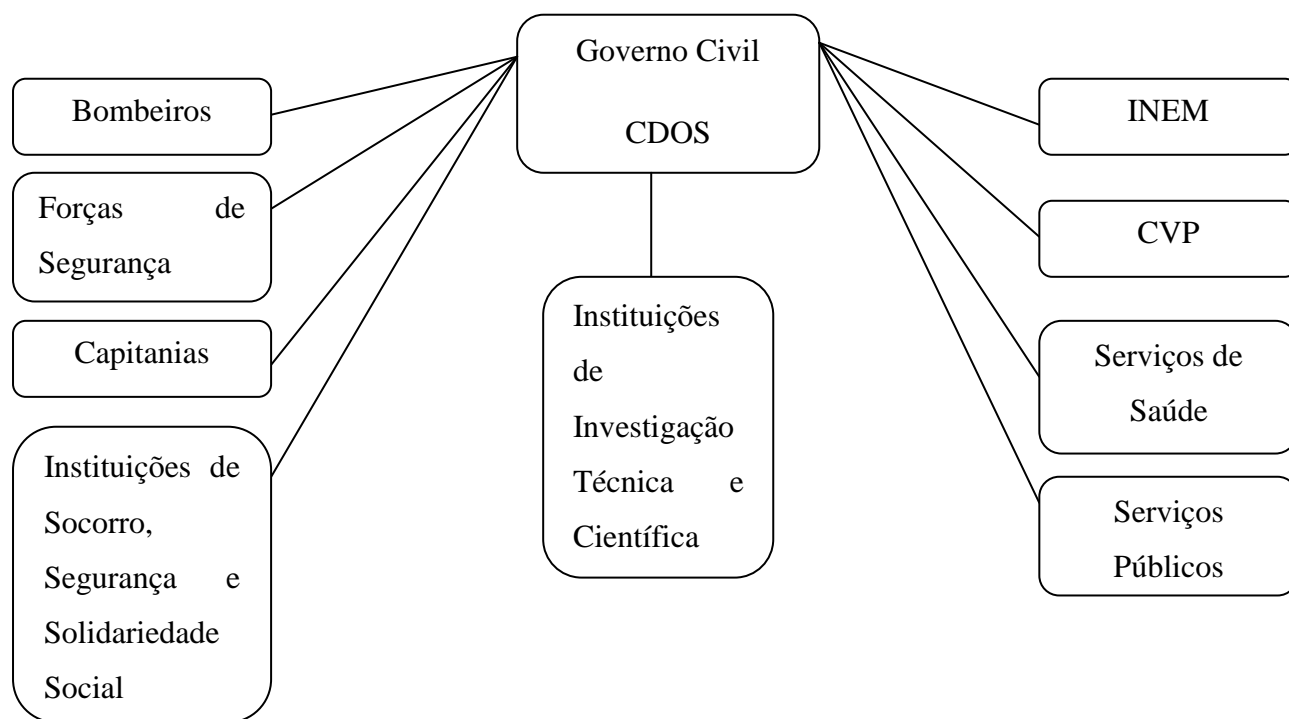 Governo Civil
CDOS
Bombeiros
Forças de
Segurança
Capitanias
Instituições de
Socorro,
Segurança e
Solidariedade
Social
Instituições
de
Investigação
Técnica e
Científica
INEM
CVP
Serviços de
Saúde
Serviços
Públicos